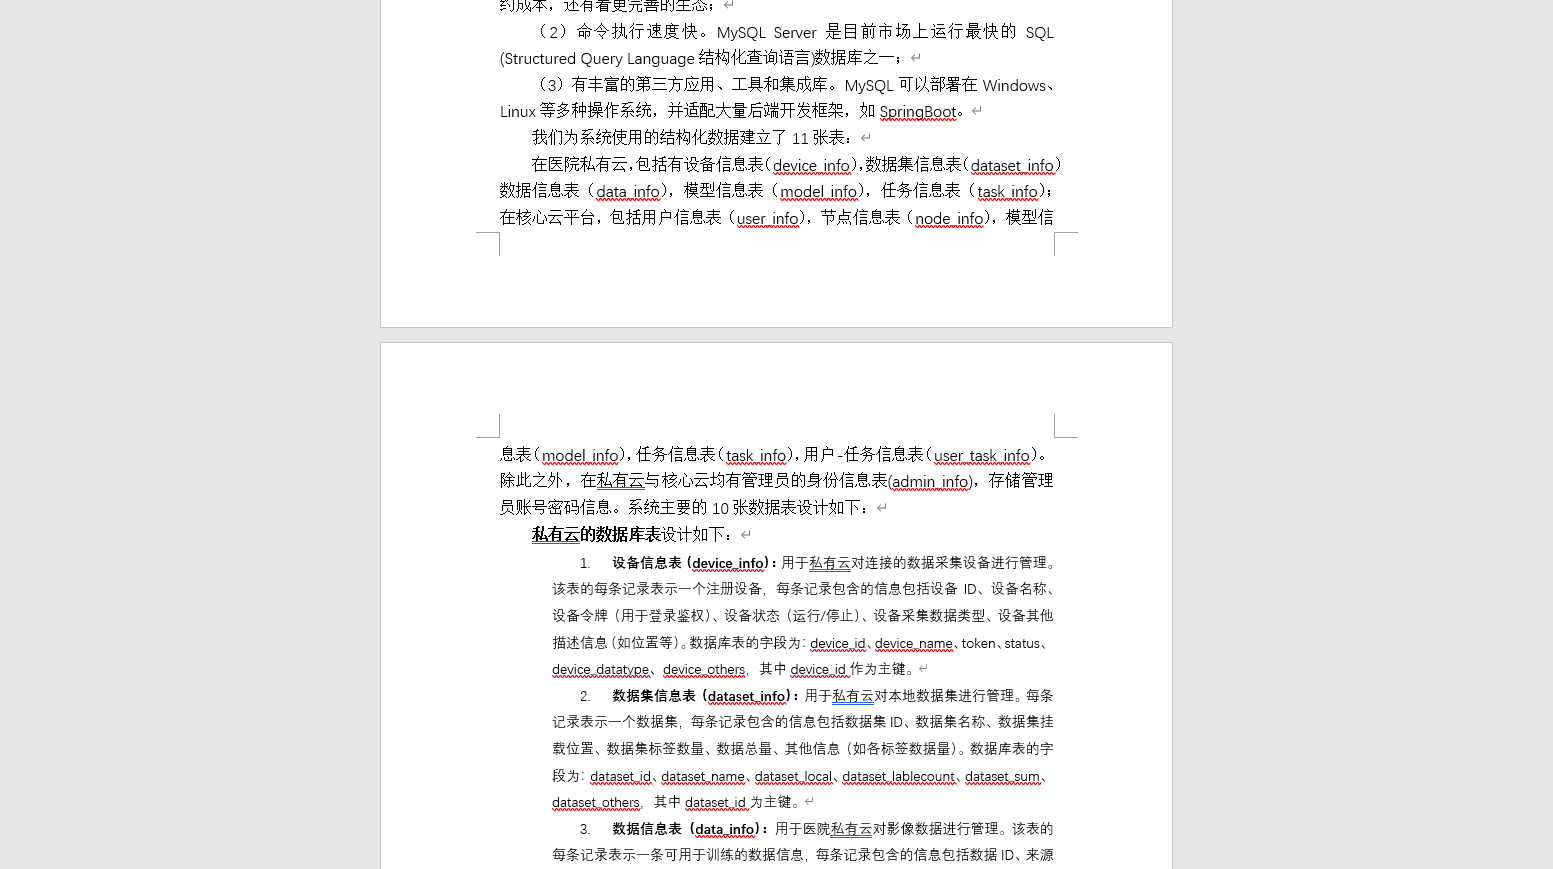 约成本，还有着更完善的生态；
（2）命令执行速度快。MySQL Server 是目前市场上运行最快的 SQL
(Structured Query Language 结构化查询语言)数据库之一；
（3）有丰富的第三方应用、工具和集成库。MySQL 可以部署在 Windows、
Linux 等多种操作系统，并适配大量后端开发框架，如 SpringBoot。
我们为系统使用的结构化数据建立了 11 张表：
在医院私有云，包括有设备信息表（device_info），数据集信息表（dataset_info）
数据信息表（data_info），模型信息表（model_info），任务信息表（task_info）；
在核心云平台，包括用户信息表（user_info），节点信息表（node_info），模型信
息表（model_info），任务信息表（task_info），用户-任务信息表（user_task_info）。
除此之外，在私有云与核心云均有管理员的身份信息表(admin_info)，存储管理
员账号密码信息。系统主要的 10 张数据表设计如下：
私有云的数据库表设计如下：
1. 设备信息表（device_info）：用于私有云对连接的数据采集设备进行管理。
该表的每条记录表示一个注册设备，每条记录包含的信息包括设备 ID、设备名称、
设备令牌（用于登录鉴权）、设备状态（运行/停止）、设备采集数据类型、设备其他
描述信息（如位置等）。数据库表的字段为：device_id、device_name、token、status、
device_datatype、device_others，其中 device_id 作为主键。
2. 数据集信息表（dataset_info）：用于私有云对本地数据集进行管理。每条
记录表示一个数据集，每条记录包含的信息包括数据集 ID、数据集名称、数据集挂
载位置、数据集标签数量、数据总量、其他信息（如各标签数据量）。数据库表的字
段为：dataset_id、dataset_name、dataset_local、dataset_lablecount、dataset_sum、
dataset_others，其中 dataset_id 为主键。
3. 数据信息表（data_info）：用于医院私有云对影像数据进行管理。该表的
每条记录表示一条可用于训练的数据信息，每条记录包含的信息包括数据 ID、来源